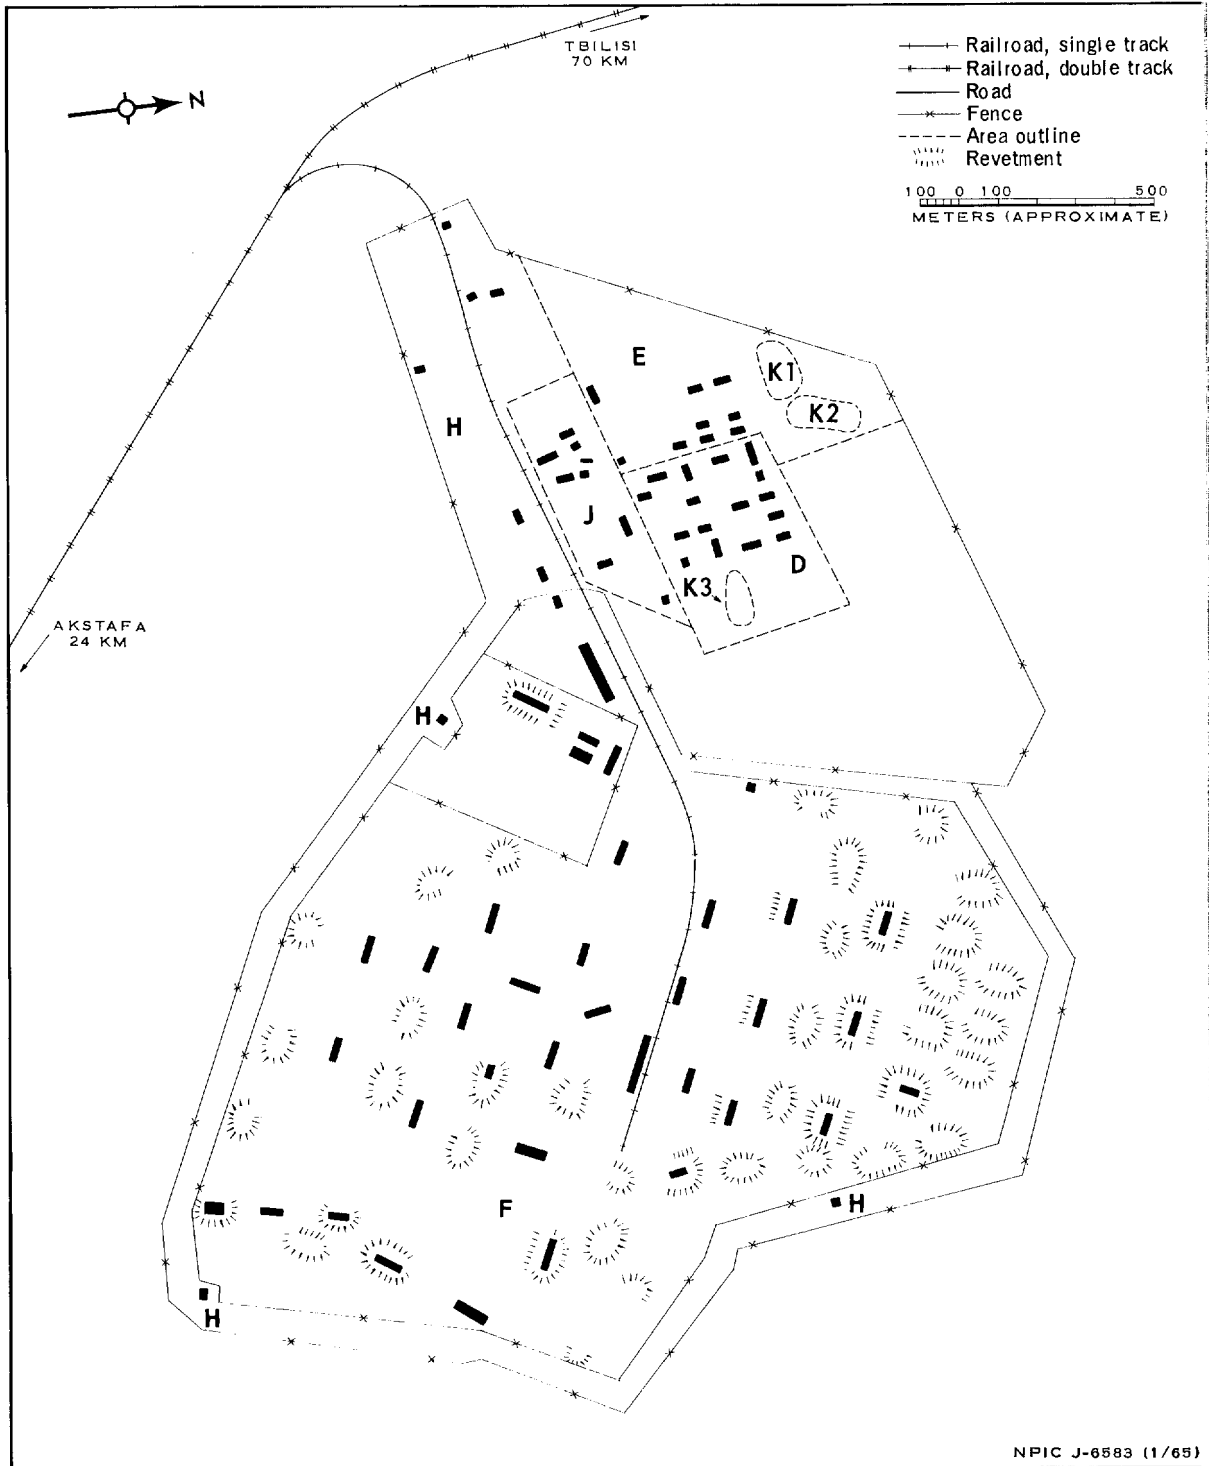 TBILISI
70 KM
N
Railroad, single track
Railroad, double track
Road
Fence
Area outline
Revetment
100 0 100 500
METERS (APPROXIMATE)
E
K1
K2
H
J
D
K3
AKSTAFA
24 KM
H
F
H
H
NPIC J-6583 (1/65)